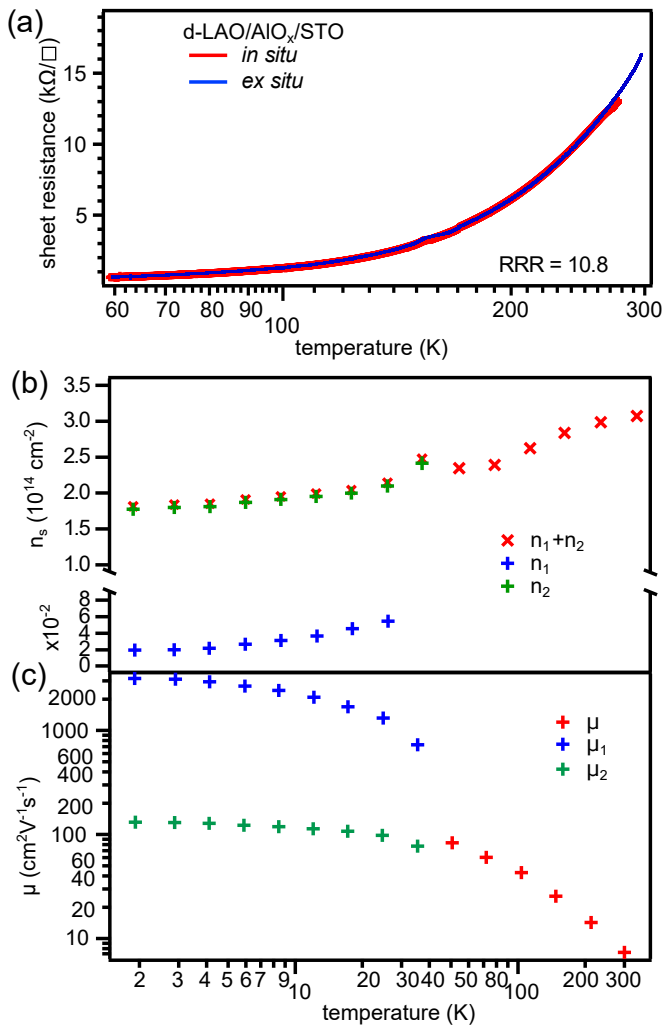 (a)
d-LAO/AlOx/STO
in situ
ex situ
sheet resistance (kΩ/□)
15
10
5
RRR = 10.8
60 70 80 90 100 200 300
temperature (K)
(b)
3.5
3.0
2.5
2.0
1.5
1.0
ns (10^14 cm^-2)
n1+n2
n1
n2
8
6
4
2
0
x10^-2
(c)
2000
1000
600
400
200
100
60
40
20
10
μ (cm^2V^-1s^-1)
μ
μ1
μ2
2 3 4 5 6 7 9 10 20 30 40 50 80 100 200 300
temperature (K)